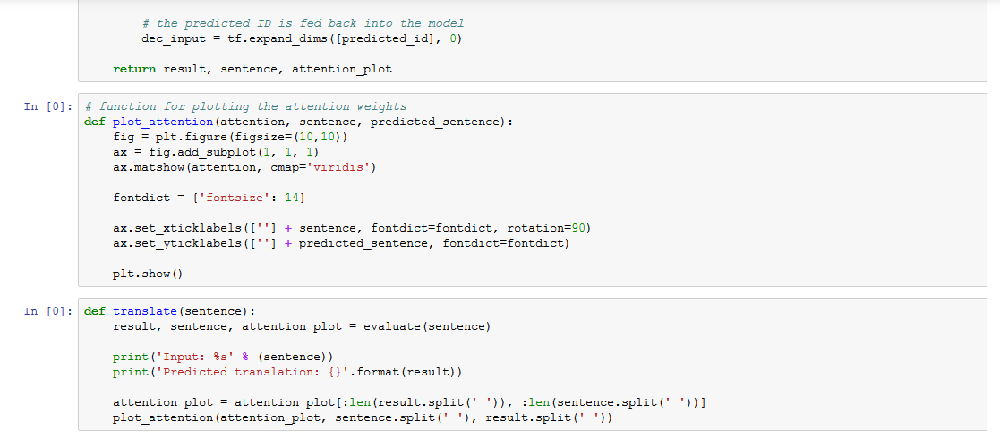 # the predicted ID is fed back into the model
dec_input = tf.expand_dims([predicted_id], 0)
return result, sentence, attention_plot
In [0]: # function for plotting the attention weights
def plot_attention(attention, sentence, predicted_sentence):
fig = plt.figure(figsize=(10,10))
ax = fig.add_subplot(1, 1, 1)
ax.matshow(attention, cmap='viridis')
fontdict = {'fontsize': 14}
ax.set_xticklabels([''] + sentence, fontdict=fontdict, rotation=90)
ax.set_yticklabels([''] + predicted_sentence, fontdict=fontdict)
plt.show()
In [0]: def translate(sentence):
result, sentence, attention_plot = evaluate(sentence)
print('Input: %s' % (sentence))
print('Predicted translation: {}'.format(result))
attention_plot = attention_plot[:len(result.split(' ')), :len(sentence.split(' '))]
plot_attention(attention_plot, sentence.split(' '), result.split(' '))